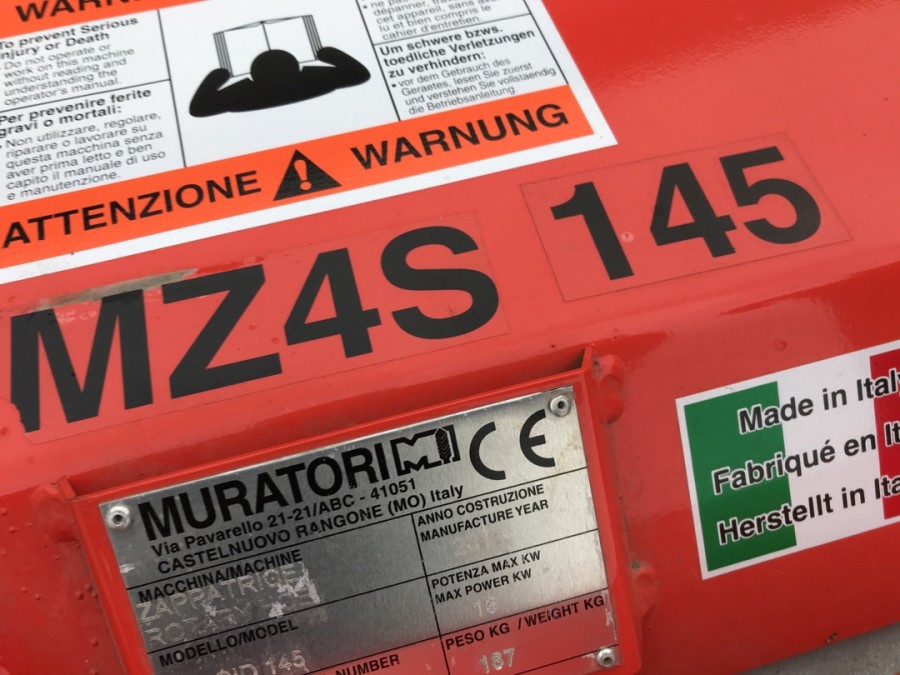 WARN
To prevent Serious
Injury or Death
Do not operate or
work on this machine
without reading and
understanding the
operator's manual.
Per prevenire ferite
gravi o mortali:
• Non utilizzare, regolare,
riparare o lavorare su
questa macchina senza
aver prima letto e ben
capito il manuale di uso
e manutenzione.
dépanner,
cet appareil, sans
lu et bien compris le
cahier d'entretien.
Um schwere bzws.
toedliche Verletzungen
zu verhindern:
• vor dem Gebrauch des
Geraetes, lesen Sie zuerst
und verstehen Sie vollstaendig
die Betriebsanleitung
ATTENZIONE WARNUNG
MZ4S 145
MURATORI CE
Via Pavarello 21-21/ABC - 41051
CASTELNUOVO RANGONE (MO) Italy
MACCHINA/MACHINE
ZAPPATRICE
ANNO COSTRUZIONE
MANUFACTURE YEAR
POTENZA MAX KW
MAX POWER KW
MODELLO/MODEL
145
NUMBER
PESO KG / WEIGHT KG
187
Made in Italy
Fabriqué en It
Herstellt in Ita